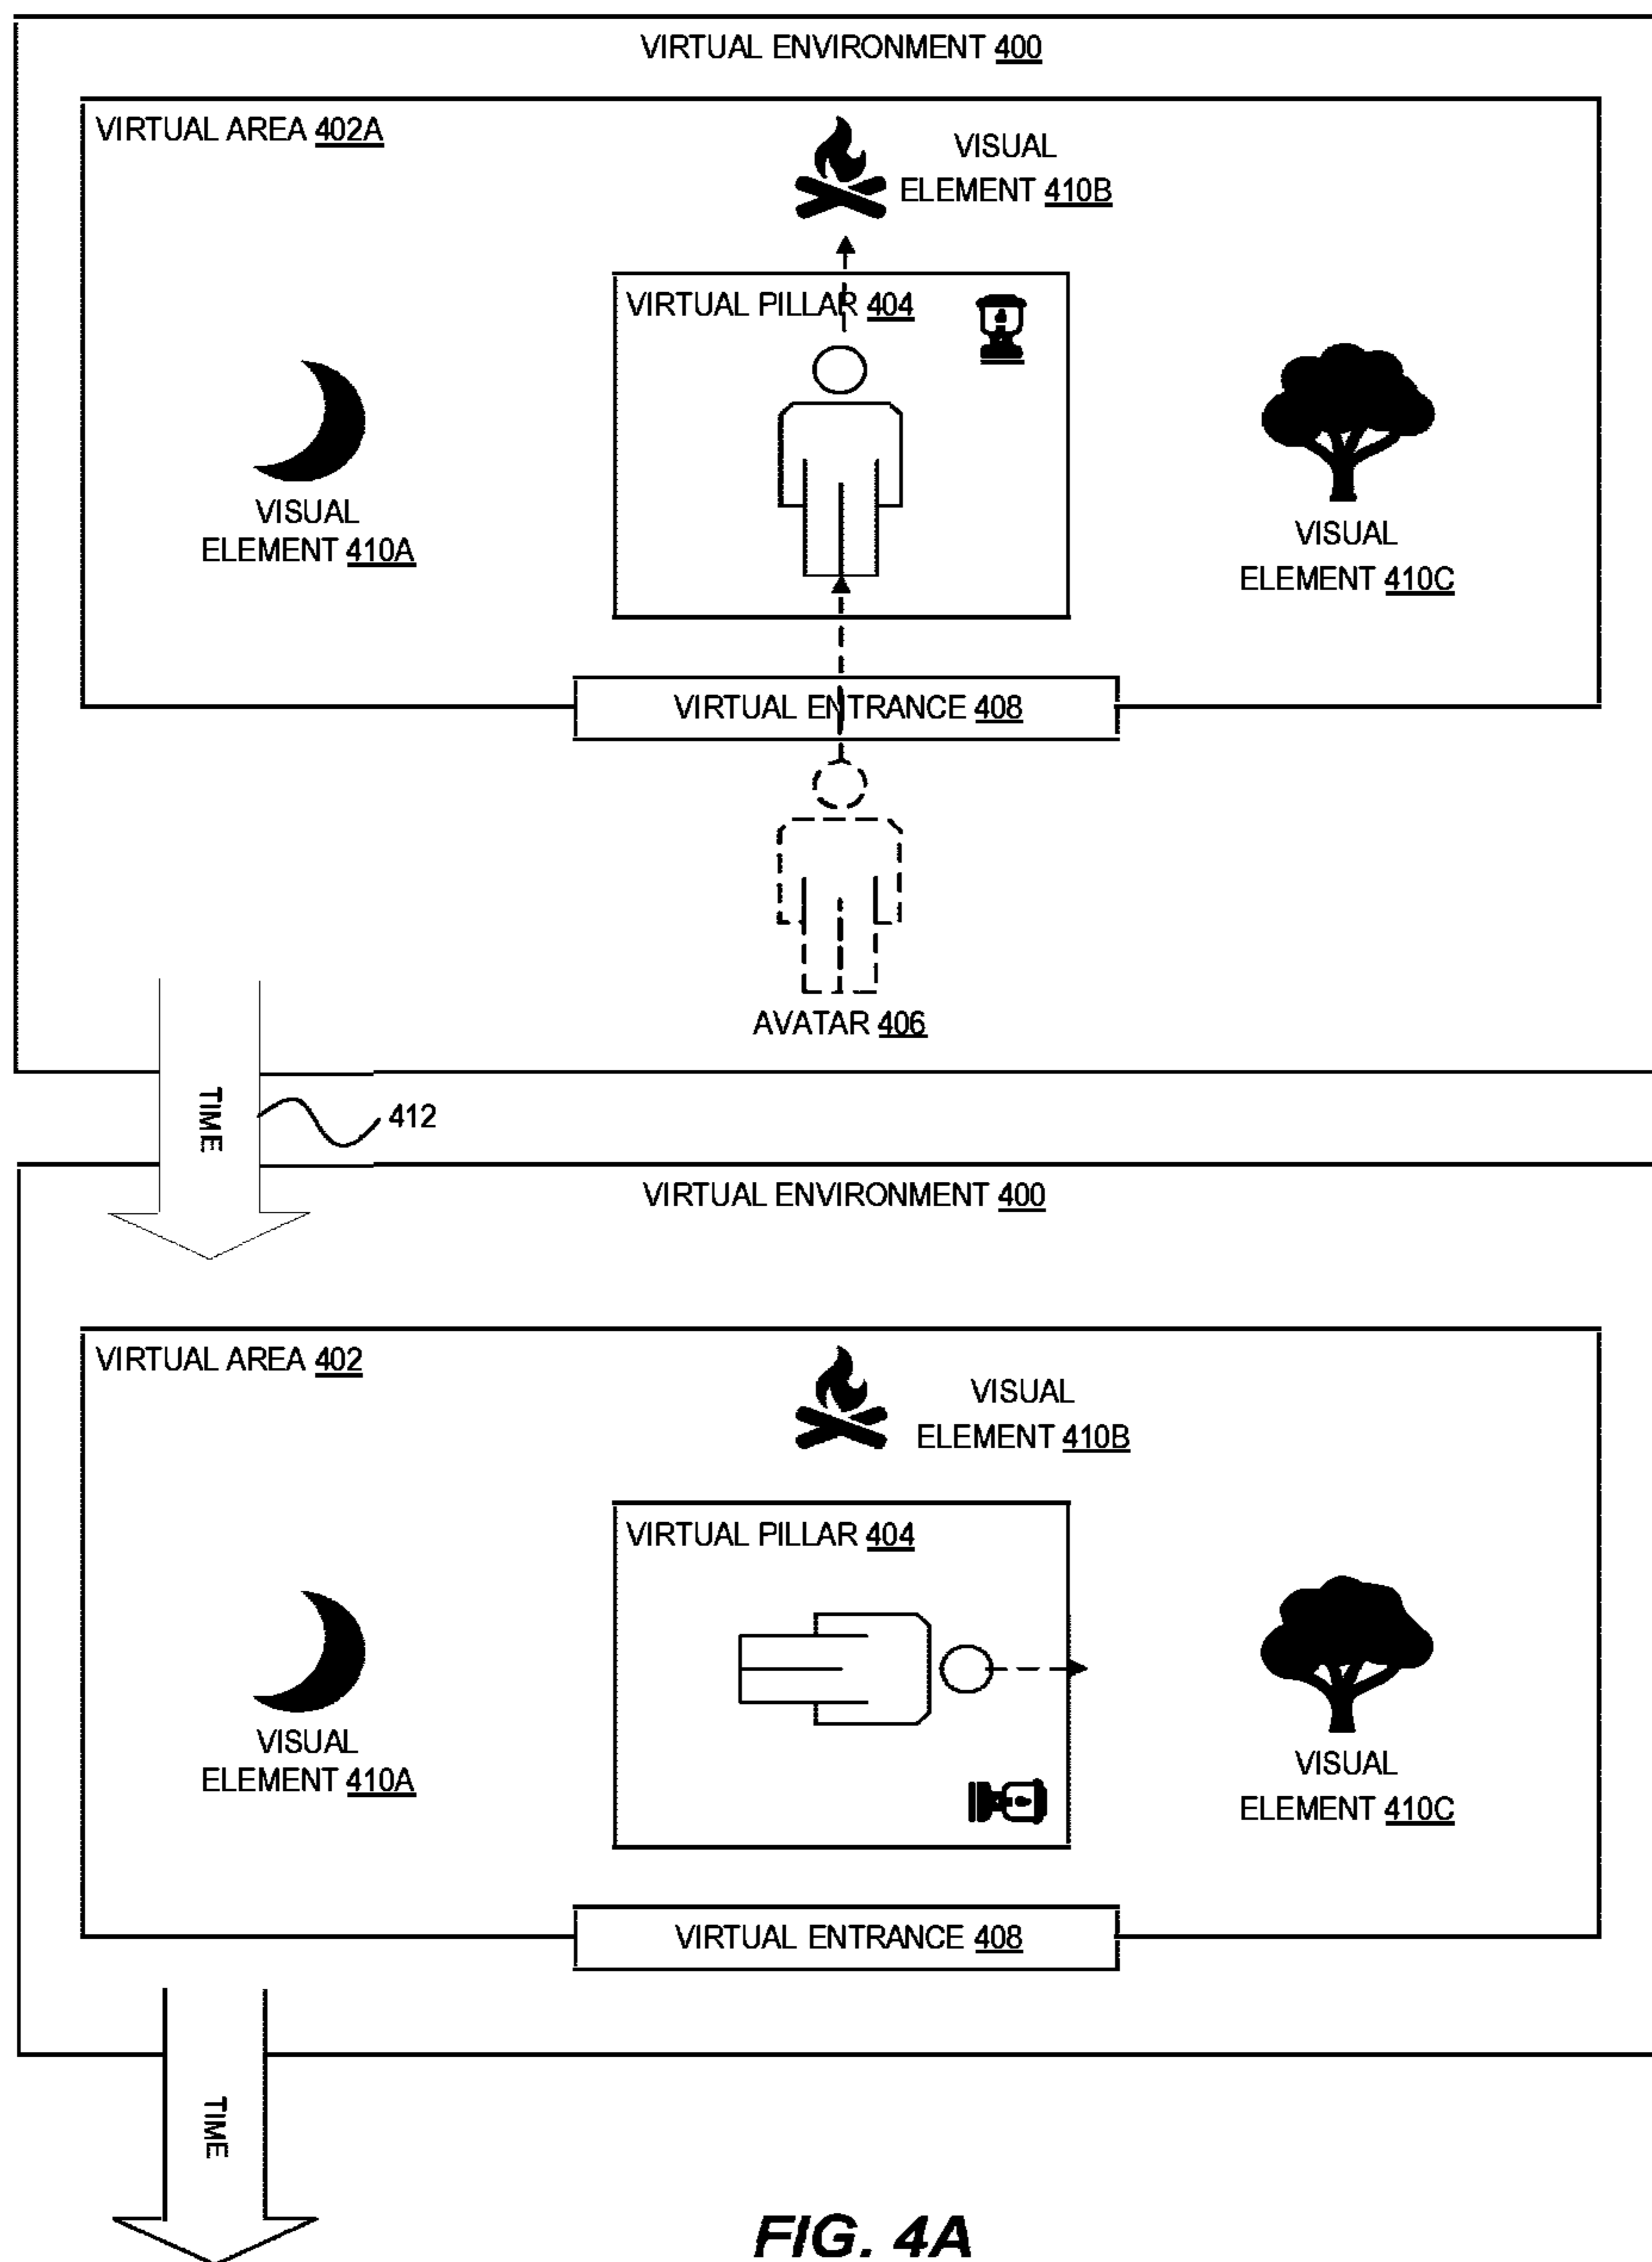 VIRTUAL ENVIRONMENT 400
VIRTUAL AREA 402A
VISUAL
ELEMENT 410B
VIRTUAL PILLAR 404
VISUAL
ELEMENT 410A
VISUAL
ELEMENT 410C
VIRTUAL ENTRANCE 408
AVATAR 406
TIME
412
VIRTUAL ENVIRONMENT 400
VIRTUAL AREA 402
VISUAL
ELEMENT 410B
VIRTUAL PILLAR 404
VISUAL
ELEMENT 410A
VISUAL
ELEMENT 410C
VIRTUAL ENTRANCE 408
TIME
FIG. 4A